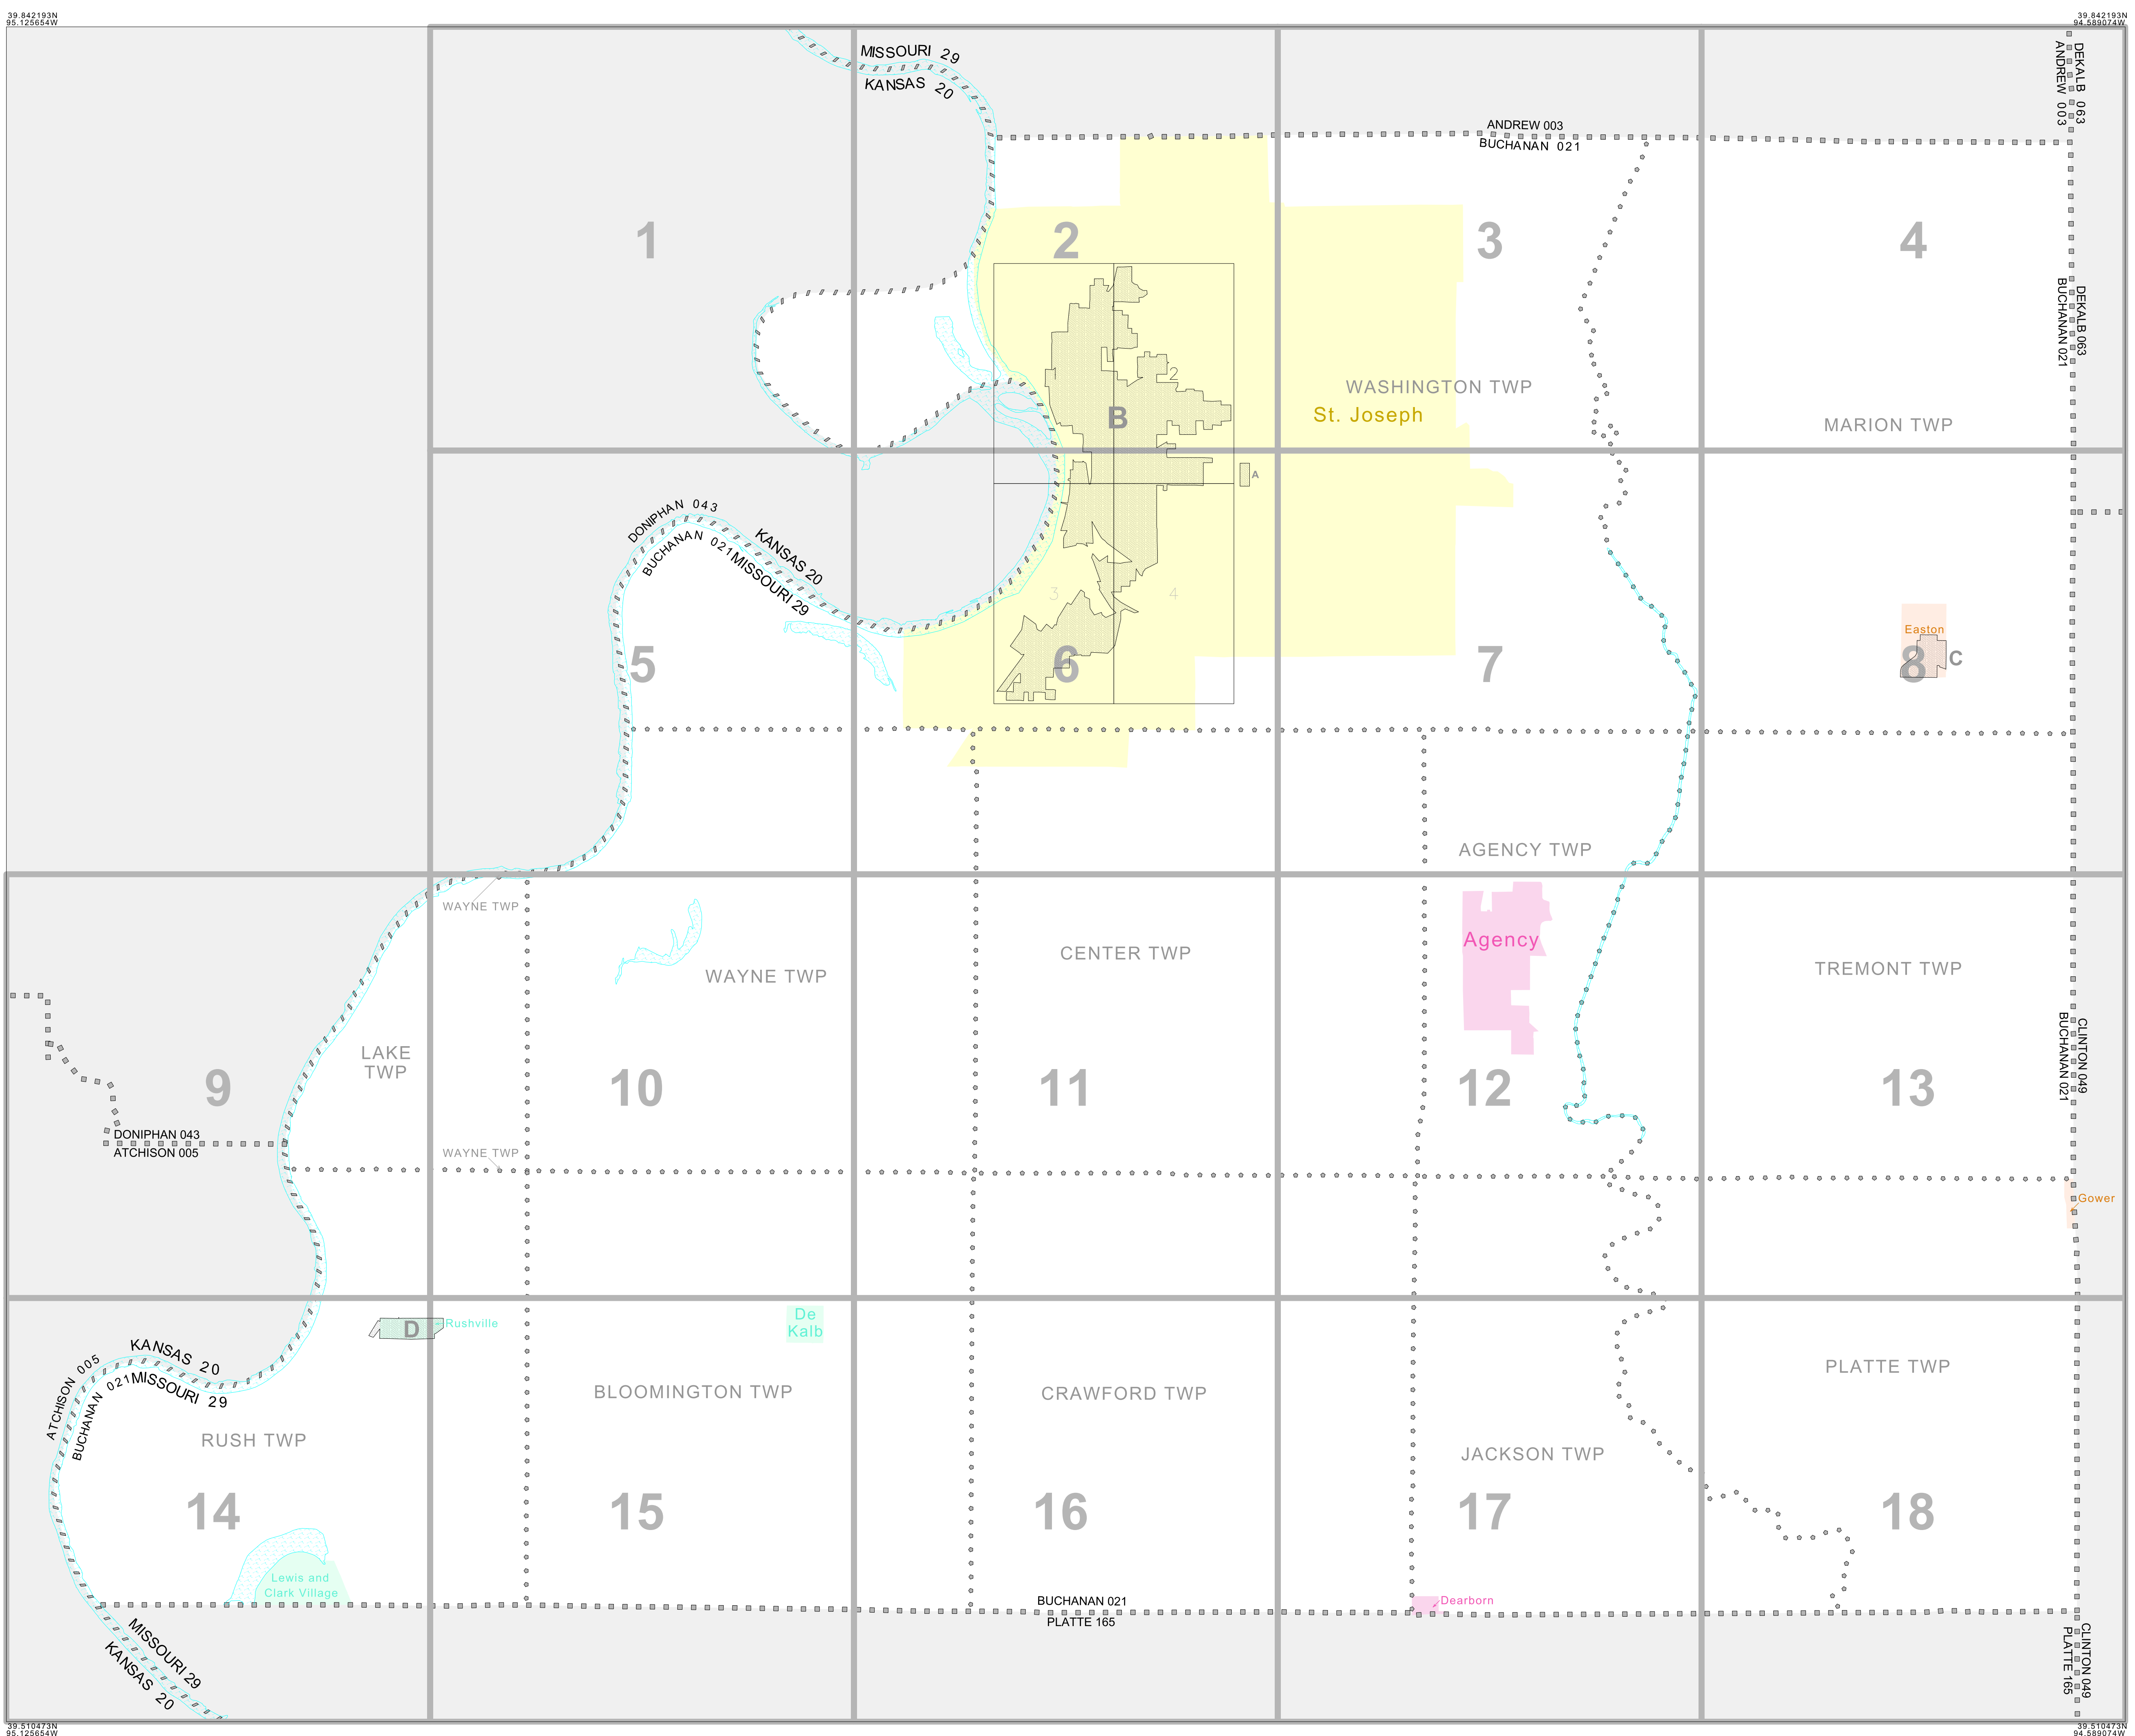 39.842193N
95.125654W
39.842193N
94.589074W
MISSOURI 29
KANSAS 20
DEKALB 063
ANDREW 003
ANDREW 003
BUCHANAN 021
1
2
3
4
DEKALB 063
BUCHANAN 021
2
WASHINGTON TWP
St. Joseph
B
MARION TWP
A
DONIPHAN 043
KANSAS 20
BUCHANAN 021
MISSOURI 29
3
4
Easton
5
6
7
8
C
AGENCY TWP
WAYNE TWP
Agency
CENTER TWP
WAYNE TWP
TREMONT TWP
LAKE
TWP
CLINTON 049
BUCHANAN 021
9
10
11
12
13
DONIPHAN 043
ATCHISON 005
WAYNE TWP
Gower
D
Rushville
De
Kalb
KANSAS 20
MISSOURI 29
ATCHISON 005
BUCHANAN 021
PLATTE TWP
BLOOMINGTON TWP
CRAWFORD TWP
RUSH TWP
JACKSON TWP
14
15
16
17
18
Lewis and
Clark Village
BUCHANAN 021
PLATTE 165
Dearborn
MISSOURI 29
KANSAS 20
CLINTON 049
PLATTE 165
39.510473N
95.125654W
39.510473N
94.589074W